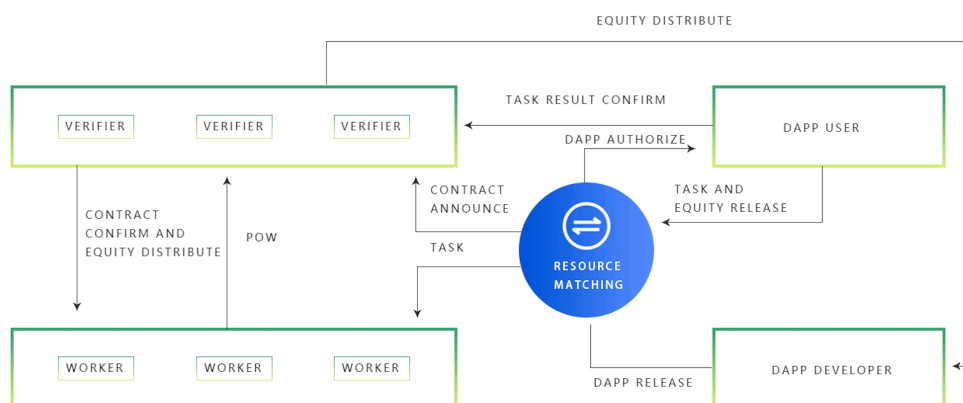 EQUITY DISTRIBUTE
TASK RESULT CONFIRM
VERIFIER
VERIFIER
VERIFIER
DAPP USER
DAPP AUTHORIZE
CONTRACT
ANNOUNCE
TASK AND
EQUITY RELEASE
CONTRACT
CONFIRM AND
EQUITY DISTRIBUTE
POW
TASK
RESOURCE
MATCHING
WORKER
WORKER
WORKER
DAPP RELEASE
DAPP DEVELOPER